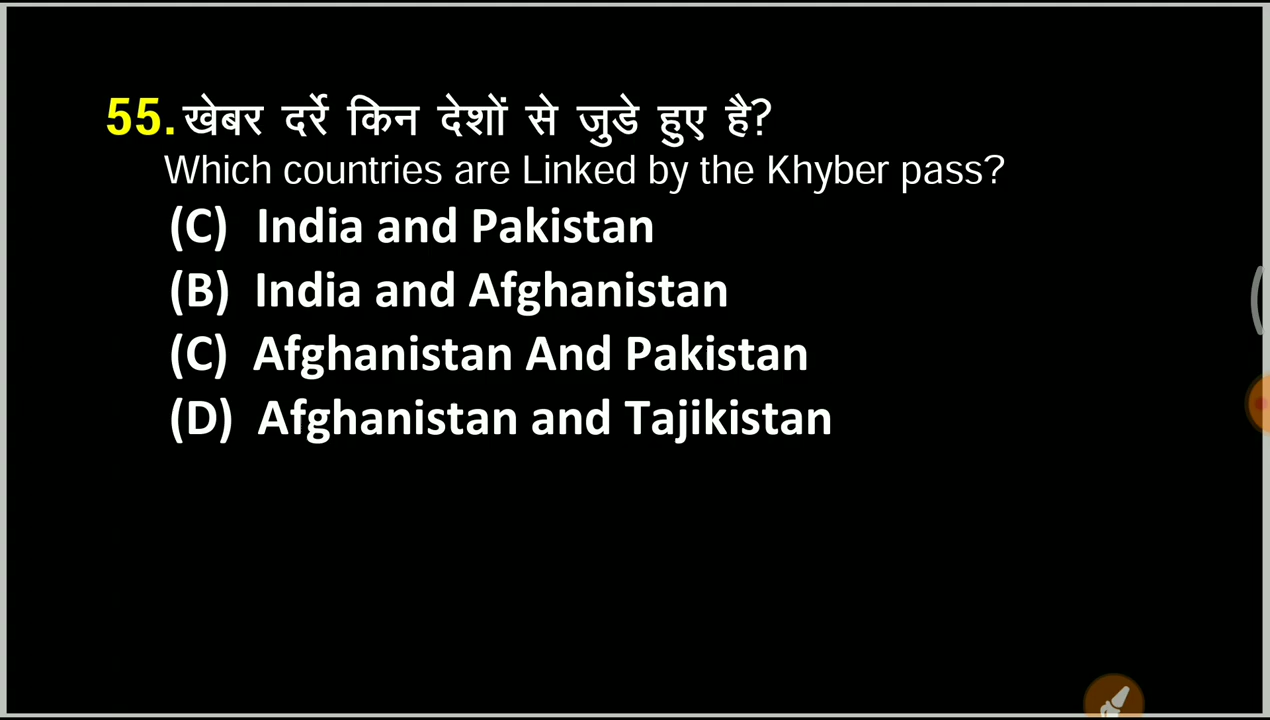 55. खेबर दर्रे किन देशों से जुडे हुए है?
Which countries are Linked by the Khyber pass?
(C) India and Pakistan
(B) India and Afghanistan
(C) Afghanistan And Pakistan
(D) Afghanistan and Tajikistan